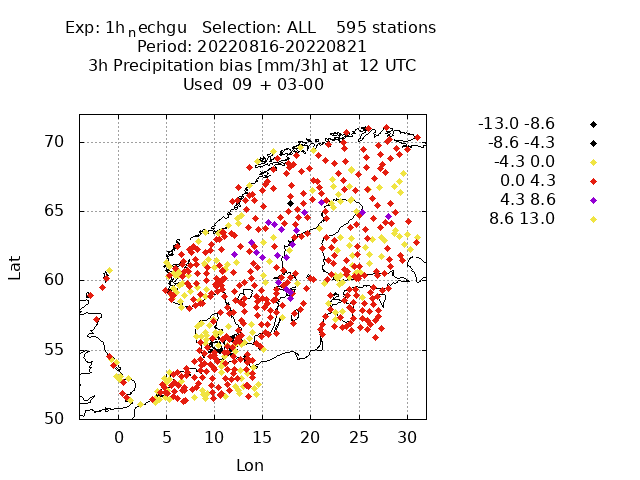 Exp: 1h_nechgu Selection: ALL 595 stations
Period: 20220816-20220821
3h Precipitation bias [mm/3h] at 12 UTC
Used 09 + 03-00
-13.0 -8.6
-8.6 -4.3
-4.3 0.0
0.0 4.3
4.3 8.6
8.6 13.0
70
65
60
55
50
Lat
0 5 10 15 20 25 30
Lon